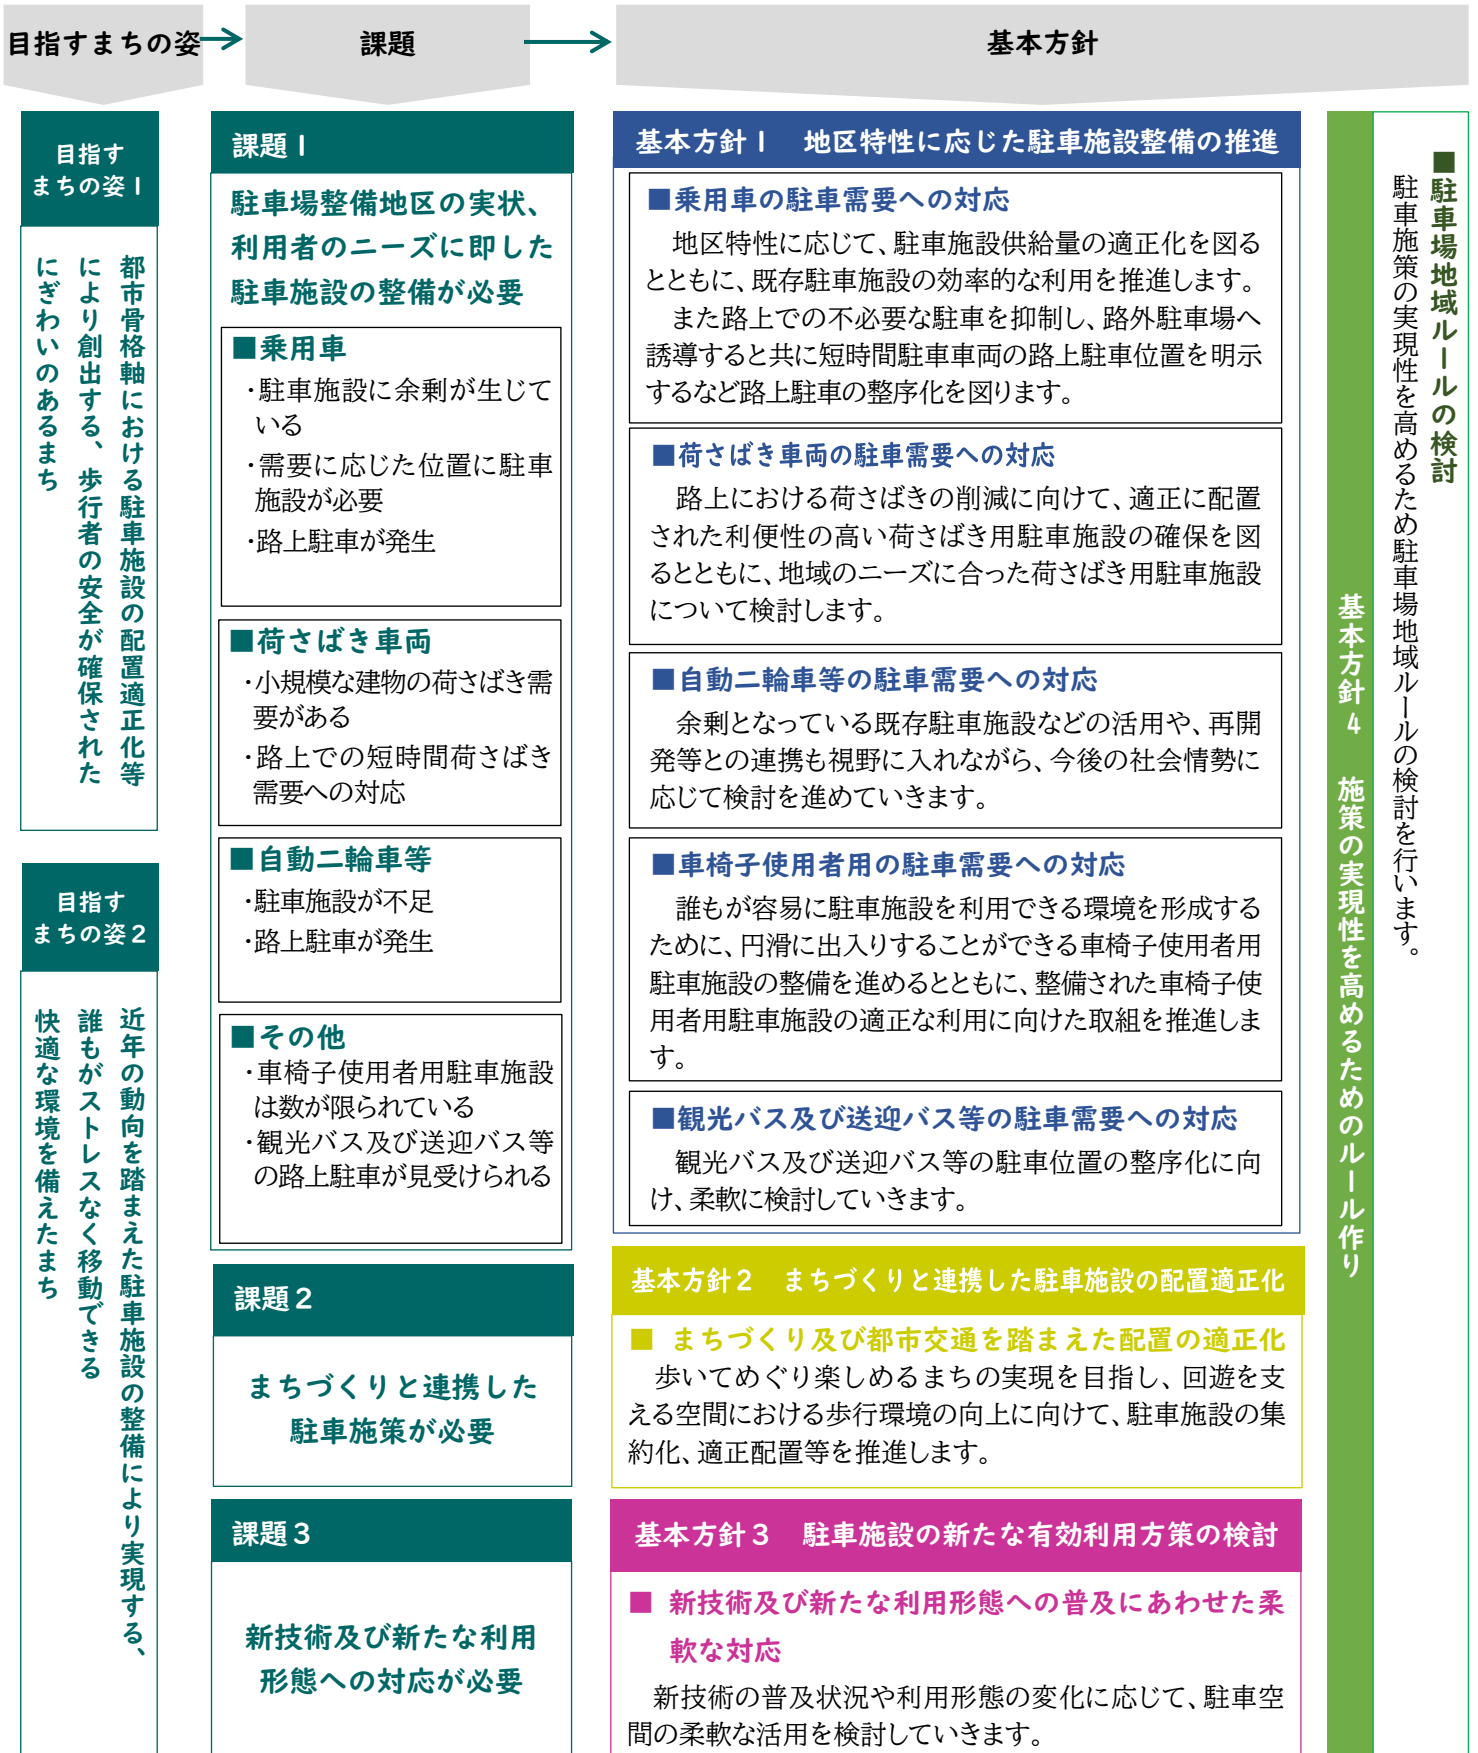 目指すまちの姿
課題
基本方針
目指す
まちの姿１
都市骨格軸における駐車施設の配置適正化等
により創出する、歩行者の安全が確保された
にぎわいのあるまち
目指す
まちの姿２
近年の動向を踏まえた駐車施設の整備により実現する、
誰もがストレスなく移動できる
快適な環境を備えたまち
課題１
駐車場整備地区の実状、
利用者のニーズに即した
駐車施設の整備が必要
■乗用車
・駐車施設に余剰が生じて
いる
・需要に応じた位置に駐車
施設が必要
・路上駐車が発生
■荷さばき車両
・小規模な建物の荷さばき需
要がある
・路上での短時間荷さばき
需要への対応
■自動二輪車等
・駐車施設が不足
・路上駐車が発生
■その他
・車椅子使用者用駐車施設
は数が限られている
・観光バス及び送迎バス等
の路上駐車が見受けられる
課題２
まちづくりと連携した
駐車施策が必要
課題３
新技術及び新たな利用
形態への対応が必要
基本方針１　地区特性に応じた駐車施設整備の推進
■乗用車の駐車需要への対応
地区特性に応じて、駐車施設供給量の適正化を図る
とともに、既存駐車施設の効率的な利用を推進します。
また路上での不必要な駐車を抑制し、路外駐車場へ
誘導すると共に短時間駐車車両の路上駐車位置を明示
するなど路上駐車の整序化を図ります。
■荷さばき車両の駐車需要への対応
路上における荷さばきの削減に向けて、適正に配置
された利便性の高い荷さばき用駐車施設の確保を図
るとともに、地域のニーズに合った荷さばき用駐車施設
について検討します。
■自動二輪車等の駐車需要への対応
余剰となっている既存駐車施設などの活用や、再開
発等との連携も視野に入れながら、今後の社会情勢に
応じて検討を進めていきます。
■車椅子使用者用の駐車需要への対応
誰もが容易に駐車施設を利用できる環境を形成する
ために、円滑に出入りすることができる車椅子使用者用
駐車施設の整備を進めるとともに、整備された車椅子使
用者用駐車施設の適正な利用に向けた取組を推進しま
す。
■観光バス及び送迎バス等の駐車需要への対応
観光バス及び送迎バス等の駐車位置の整序化に向
け、柔軟に検討していきます。
基本方針２　まちづくりと連携した駐車施設の配置適正化
■ まちづくり及び都市交通を踏まえた配置の適正化
歩いてめぐり楽しめるまちの実現を目指し、回遊を支
える空間における歩行環境の向上に向けて、駐車施設の集
約化、適正配置等を推進します。
基本方針３　駐車施設の新たな有効利用方策の検討
■ 新技術及び新たな利用形態への普及にあわせた柔
軟な対応
新技術の普及状況や利用形態の変化に応じて、駐車空
間の柔軟な活用を検討していきます。
基本方針４　施策の実現性を高めるためのルール作り
■駐車場地域ルールの検討
駐車施策の実現性を高めるため駐車場地域ルールの検討を行います。